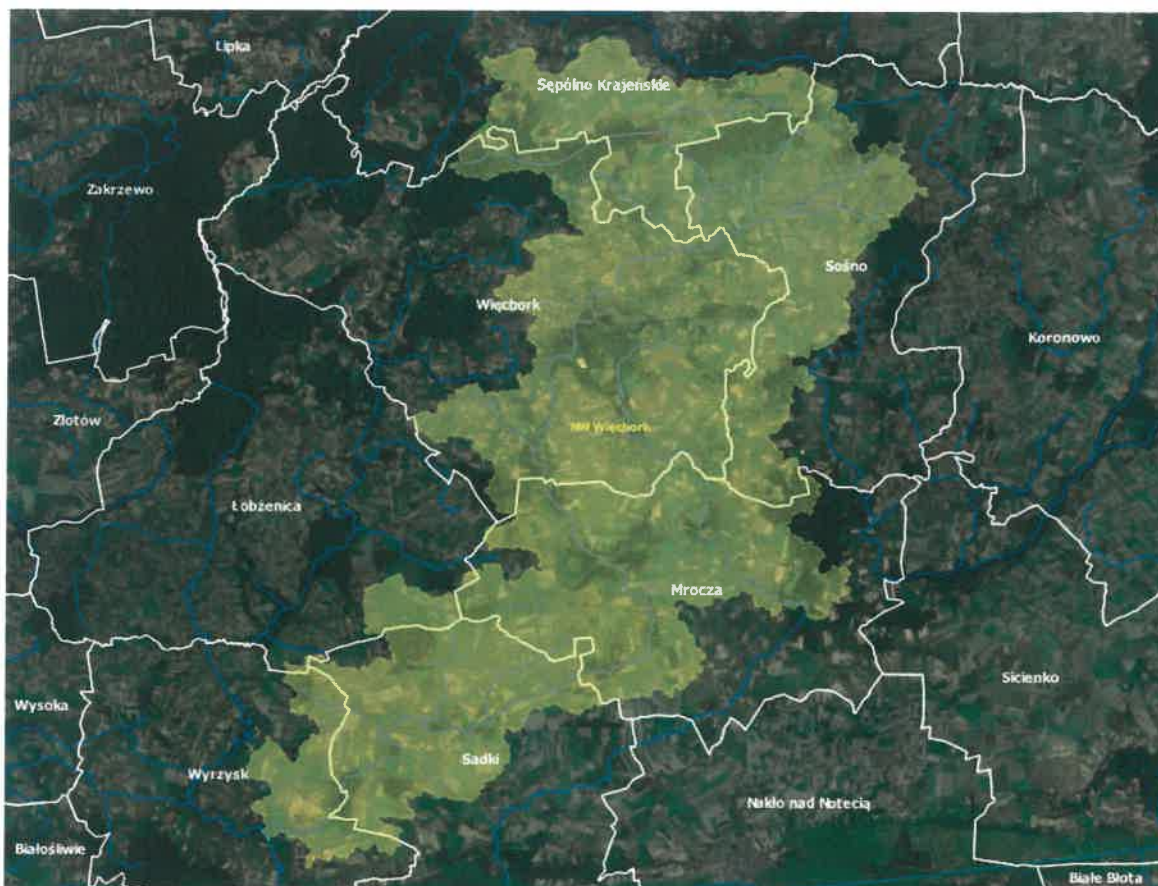 Lipka
Sępólno Krajeńskie
Zakrzewo
Sośno
Więcbork
Koronowo
Złotów
NW Więcbork
Łobżenica
Mrocza
Sicienko
Wysoka
Sadki
Wyrzysk
Nakło nad Notecią
Białośliwie
Białe Błota